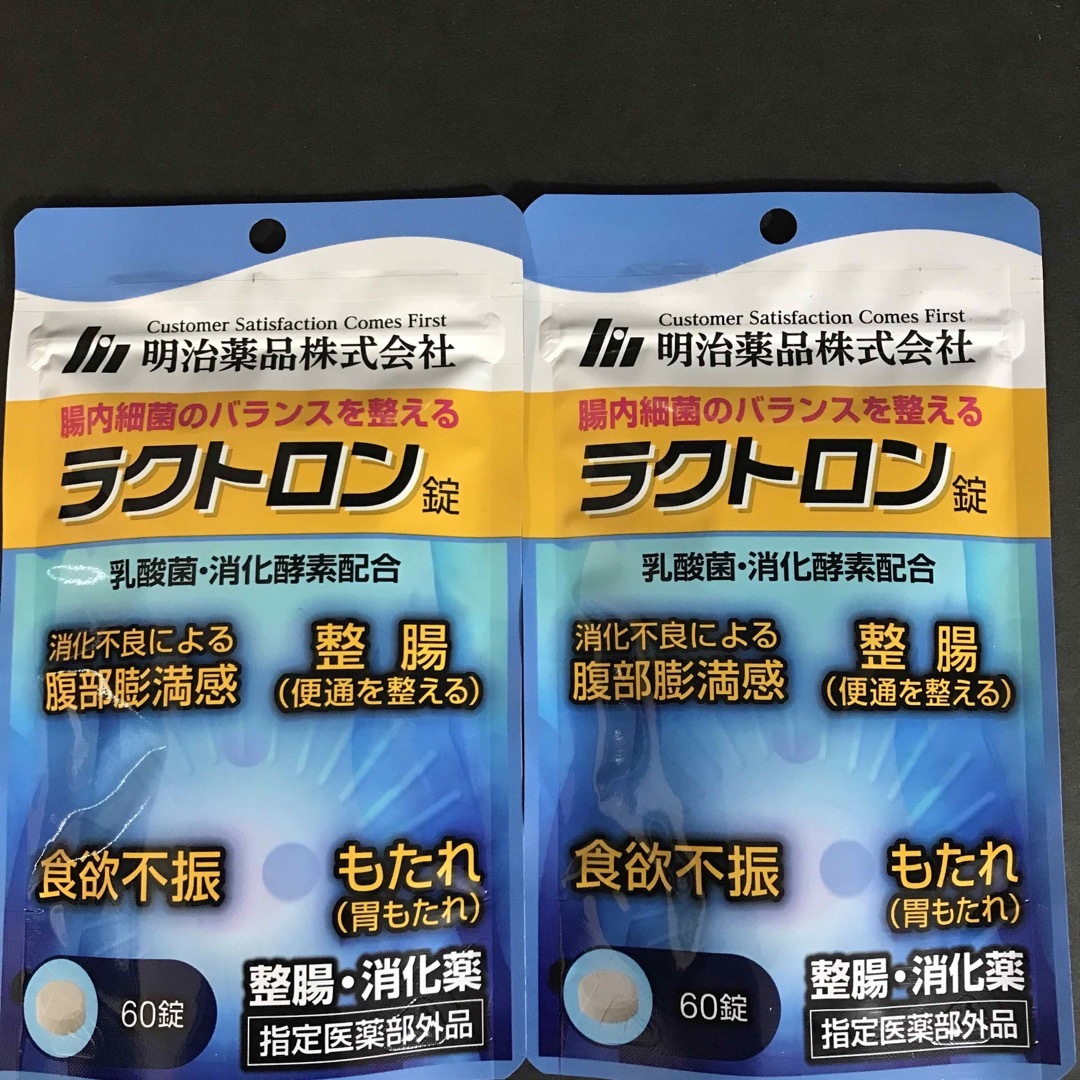 Customer Satisfaction Comes First
明治薬品株式会社
腸内細菌のバランスを整える
ラクトロン錠
乳酸菌・消化酵素配合
消化不良による
腹部膨満感
整腸
(便通を整える)
食欲不振
もたれ
(胃もたれ)
60錠
整腸・消化薬
指定医薬部外品
Customer Satisfaction Comes First
明治薬品株式会社
腸内細菌のバランスを整える
ラクトロン錠
乳酸菌・消化酵素配合
消化不良による
腹部膨満感
整腸
(便通を整える)
食欲不振
もたれ
(胃もたれ)
60錠
整腸・消化薬
指定医薬部外品